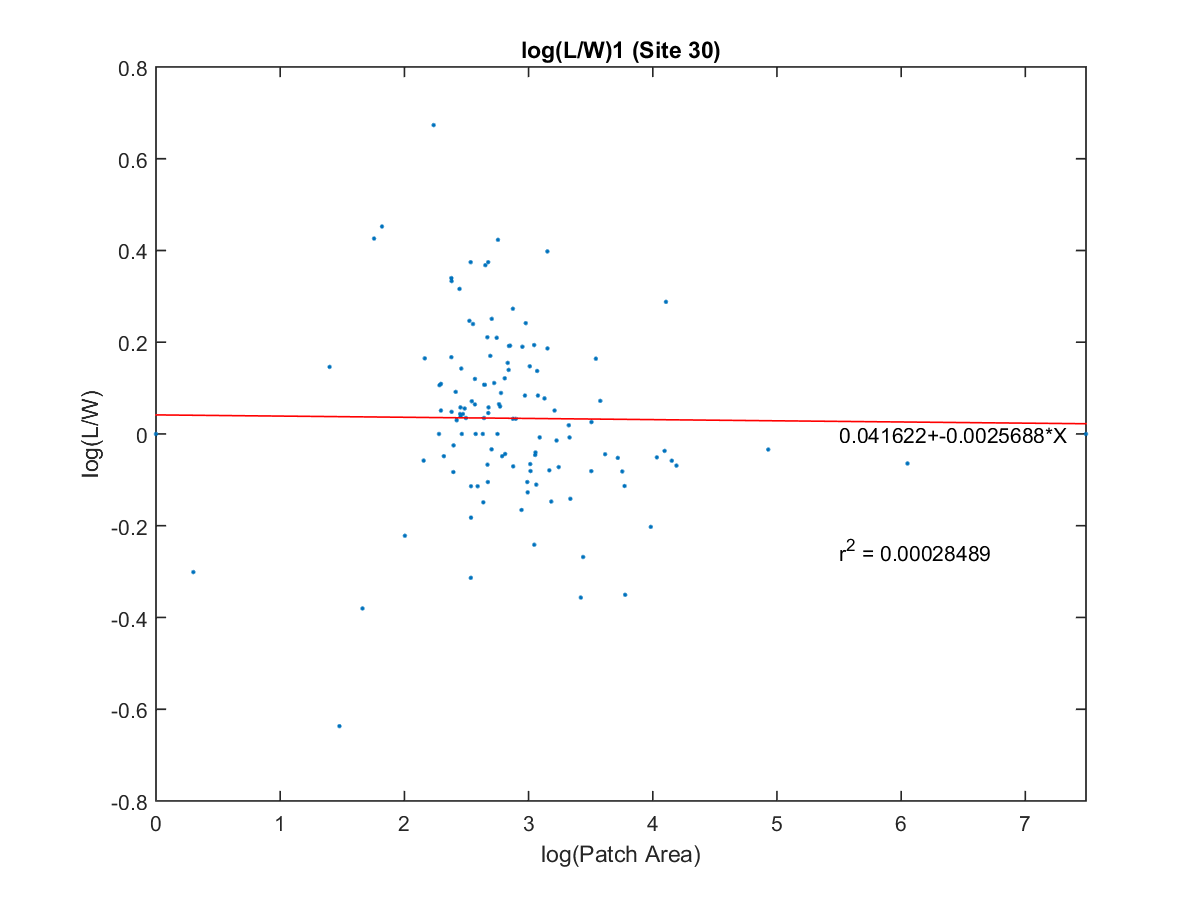 log(L/W)1 (Site 30)
0.8
0.6
0.4
0.2
0
-0.2
-0.4
-0.6
-0.8
log(L/W)
0.041622+-0.0025688*X
r² = 0.00028489
0 1 2 3 4 5 6 7
log(Patch Area)